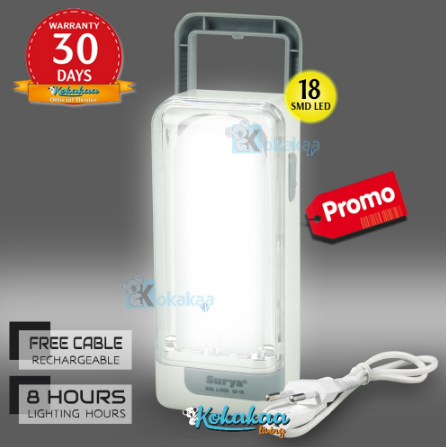 WARRANTY
30
DAYS
Kokakaa
Official Dealer
18
SMD LED
Kokakaa
Promo
Kokakaa
FREE CABLE
RECHARGEABLE
8 HOURS
LIGHTING HOURS
Surya
Kokakaa
living